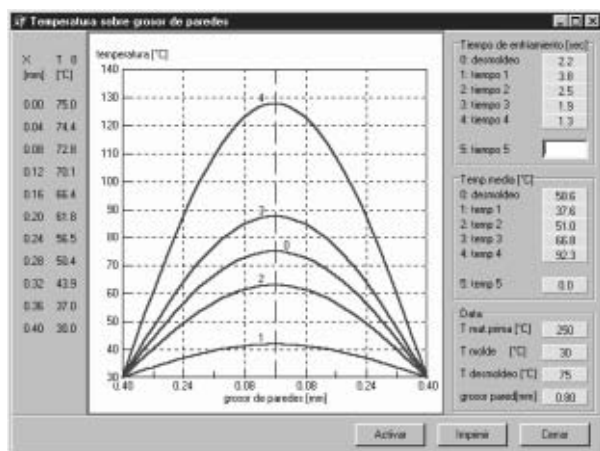 Temperatura sobre grosor de paredes
X T 0
[mm] [°C]
0.00 75.0
0.04 74.4
0.08 72.8
0.12 70.1
0.16 66.4
0.20 61.8
0.24 56.5
0.28 50.4
0.32 43.9
0.36 37.0
0.40 30.0
temperatura [°C]
140
130
120
110
100
90
80
70
60
50
40
30
4
3
0
2
1
0.40 0.24 0.08 0.08 0.24 0.40
grosor de paredes [mm]
Tiempo de enfriamiento [sec]
0: desmoldeo 2.2
1: tiempo 1 3.8
2: tiempo 2 2.5
3: tiempo 3 1.9
4: tiempo 4 1.3
5: tiempo 5
Temp.media [°C]
0: desmoldeo 50.6
1: temp 1 37.6
2: temp 2 51.0
3: temp 3 66.8
4: temp 4 92.3
5: temp 5 0.0
Data
T mat.prima [°C] 250
T molde [°C] 30
T desmoldeo [°C] 75
grosor pared[mm] 0.80
Activar Imprimir Cerrar